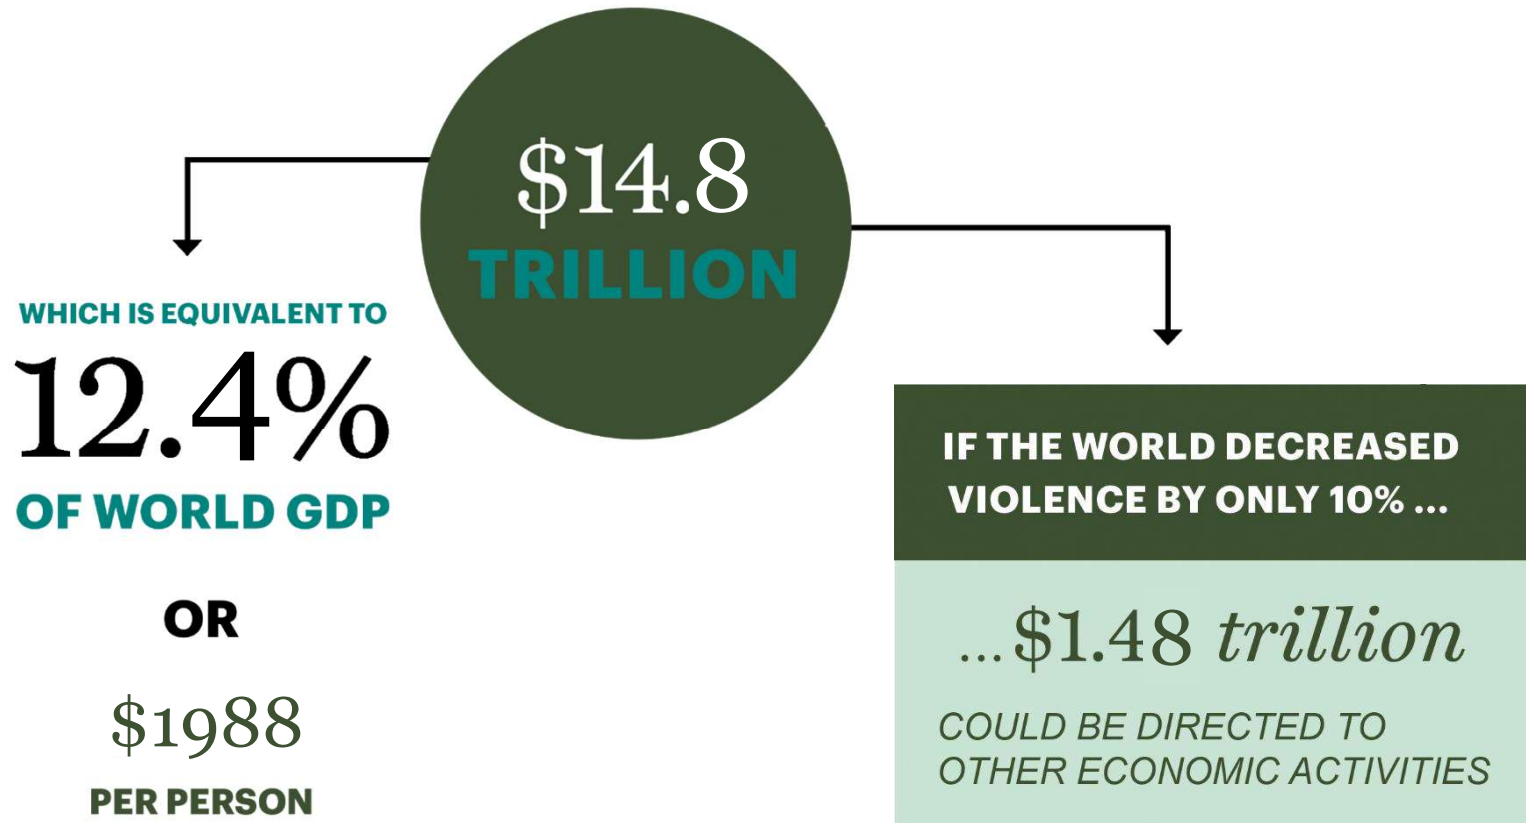 $14.8
TRILLION
WHICH IS EQUIVALENT TO
12.4%
OF WORLD GDP
OR
$1988
PER PERSON
IF THE WORLD DECREASED
VIOLENCE BY ONLY 10% ...
...$1.48 trillion
COULD BE DIRECTED TO
OTHER ECONOMIC ACTIVITIES